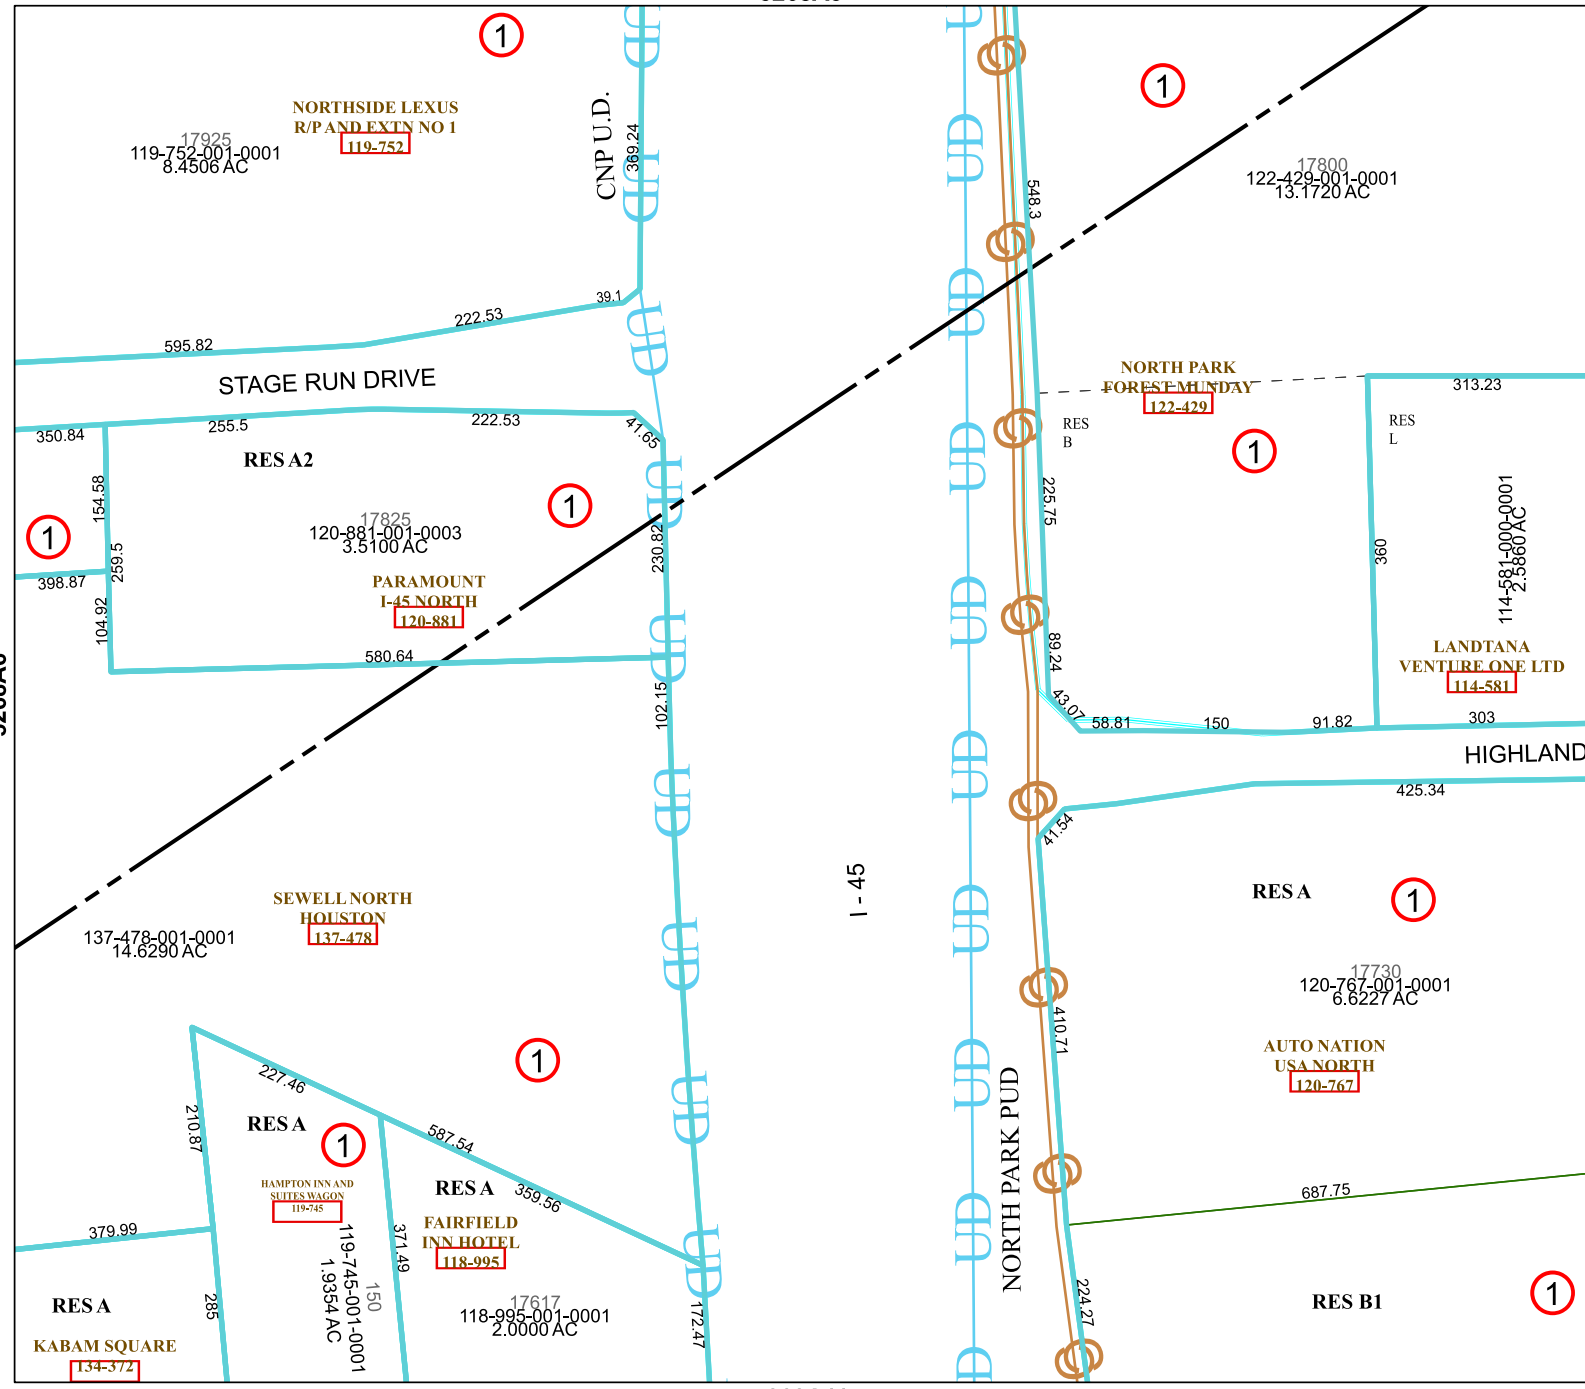 1
NORTHSIDE LEXUS
R/P AND EXTN NO 1
119-752
17925
119-752-001-0001
8.4506 AC
CNP U.D.
369.24
UD
UD
1
17800
122-429-001-0001
13.1720 AC
548.3
39.1
222.53
595.82
STAGE RUN DRIVE
UD
NORTH PARK
FOREST MUNDAY
122-429
313.23
350.84
255.5
222.53
41.65
RES A2
RES
B
RES
L
1
1
154.58
1
17825
120-881-001-0003
3.5100 AC
UD
230.82
225.75
360
114-581-000-0001
2.5860 AC
259.5
398.87
104.92
PARAMOUNT
I-45 NORTH
120-881
580.64
UD
89.24
LANDTANA
VENTURE ONE LTD
114-581
102.15
43.07
58.81
150
91.82
303
HIGHLAND
UD
425.34
41.54
I - 45
RES A
1
SEWELL NORTH
HOUSTON
137-478
137-478-001-0001
14.6290 AC
UD
17730
120-767-001-0001
6.6227 AC
410.71
AUTO NATION
USA NORTH
120-767
1
227.46
210.87
RES A
1
587.54
UD
NORTH PARK PUD
RES A
359.56
HAMPTON INN AND
SUITES WAGON
119-745
687.75
379.99
371.49
FAIRFIELD
INN HOTEL
118-995
UD
150
119-745-001-0001
1.9354 AC
285
RES A
17617
118-995-001-0001
2.0000 AC
172.47
224.27
RES B1
1
KABAM SQUARE
134-372